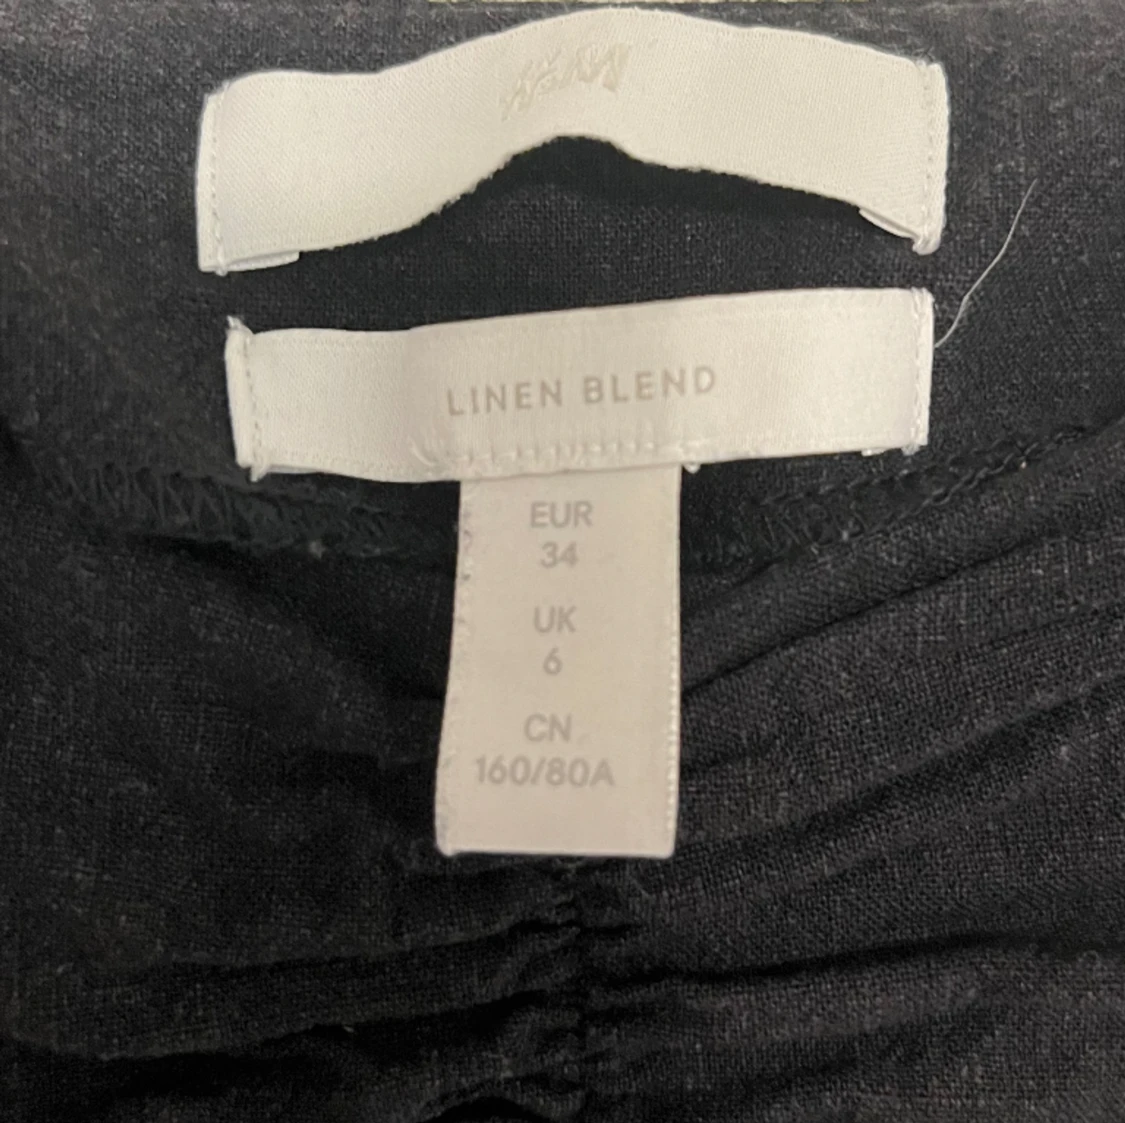 H&M
LINEN BLEND
EUR
34
UK
6
CN
160/80A